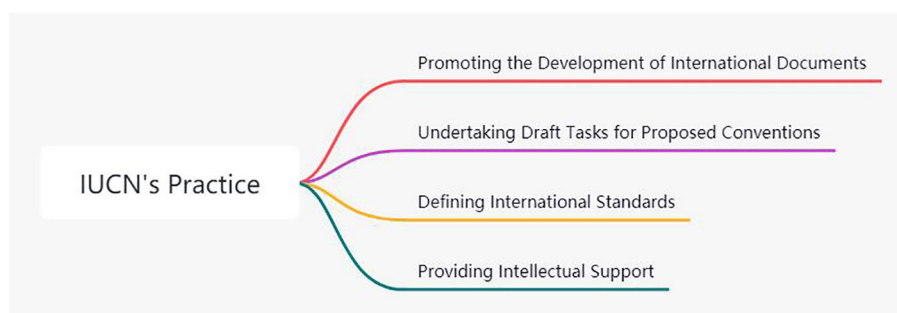 IUCN's Practice
Promoting the Development of International Documents
Undertaking Draft Tasks for Proposed Conventions
Defining International Standards
Providing Intellectual Support